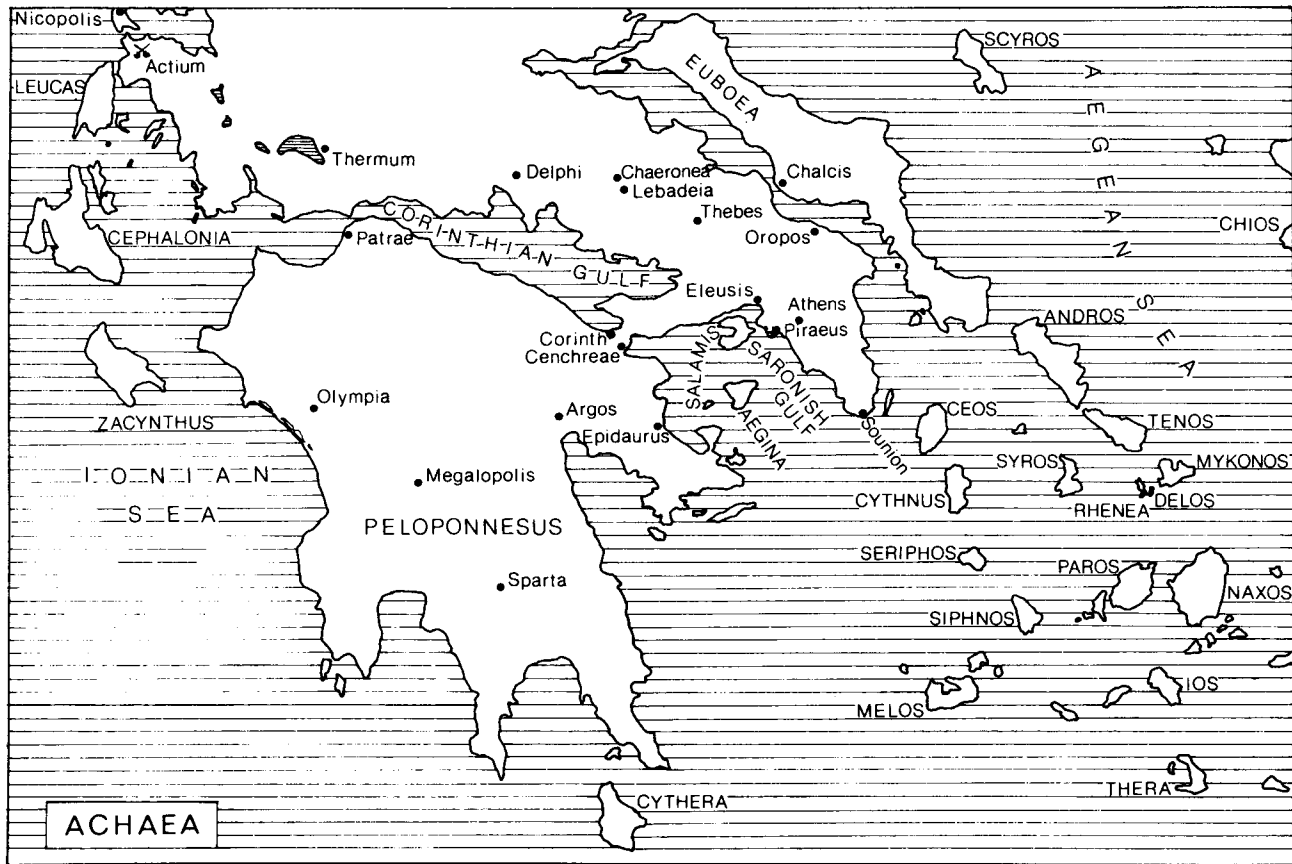 Nicopolis
Actium
LEUCAS
Thermum
CEPHALONIA
Patrae
CORINTHIAN GULF
Delphi
Chaeronea
Lebadeia
Thebes
EUBOEA
Chalcis
Oropos
SCYROS
AEGEAN SEA
CHIOS
Eleusis
Athens
Piraeus
Corinth
Cenchreae
SALAMIS
SARONISH GULF
AEGINA
Sounion
ANDROS
ZACYNTHUS
Olympia
Argos
Epidaurus
CEOS
TENOS
IONIAN
SEA
Megalopolis
PELOPONNESUS
Sparta
CYTHNUS
SYROS
MYKONOS
RHENEA
DELOS
SERIPHOS
PAROS
NAXOS
SIPHNOS
MELOS
IOS
THERA
CYTHERA
ACHAEA